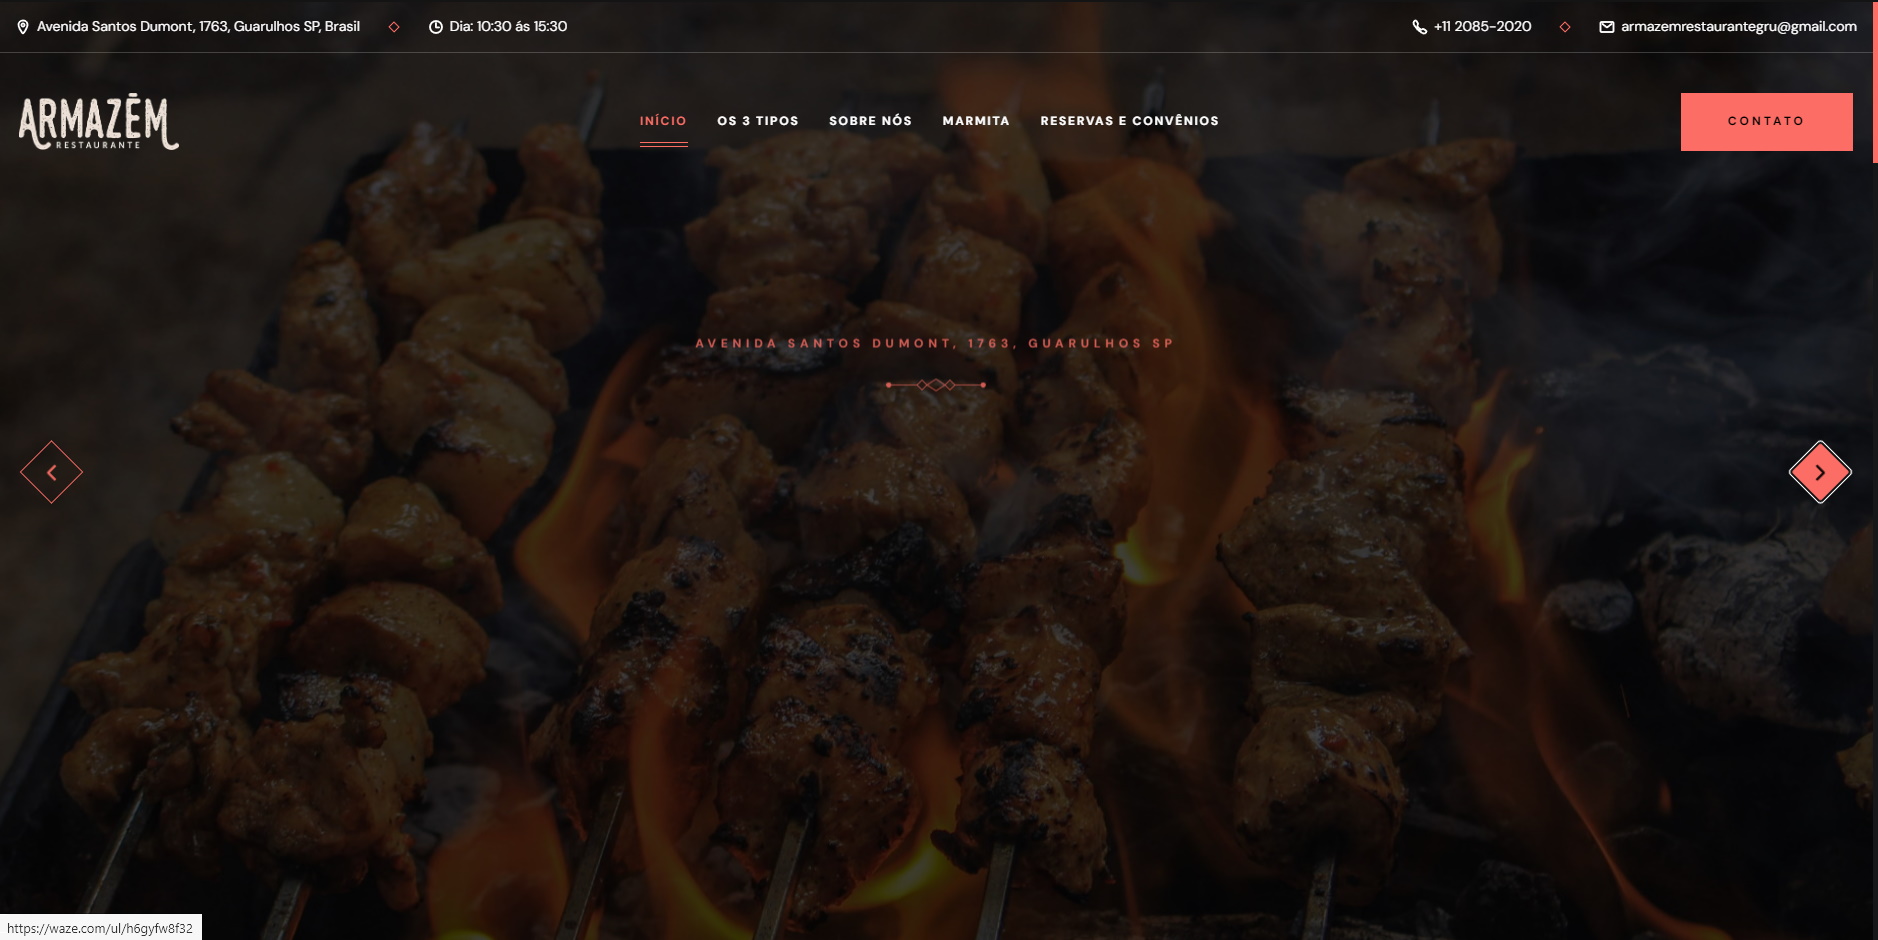 Avenida Santos Dumont, 1763, Guarulhos SP, Brasil
Dia: 10:30 ás 15:30
+11 2085-2020
armazemrestaurantegru@gmail.com
ARMAZĒM
RESTAURANTE
INÍCIO
OS 3 TIPOS
SOBRE NÓS
MARMITA
RESERVAS E CONVÊNIOS
CONTATO
AVENIDA SANTOS DUMONT, 1763, GUARULHOS SP
https://waze.com/ul/h6gyfw8f32